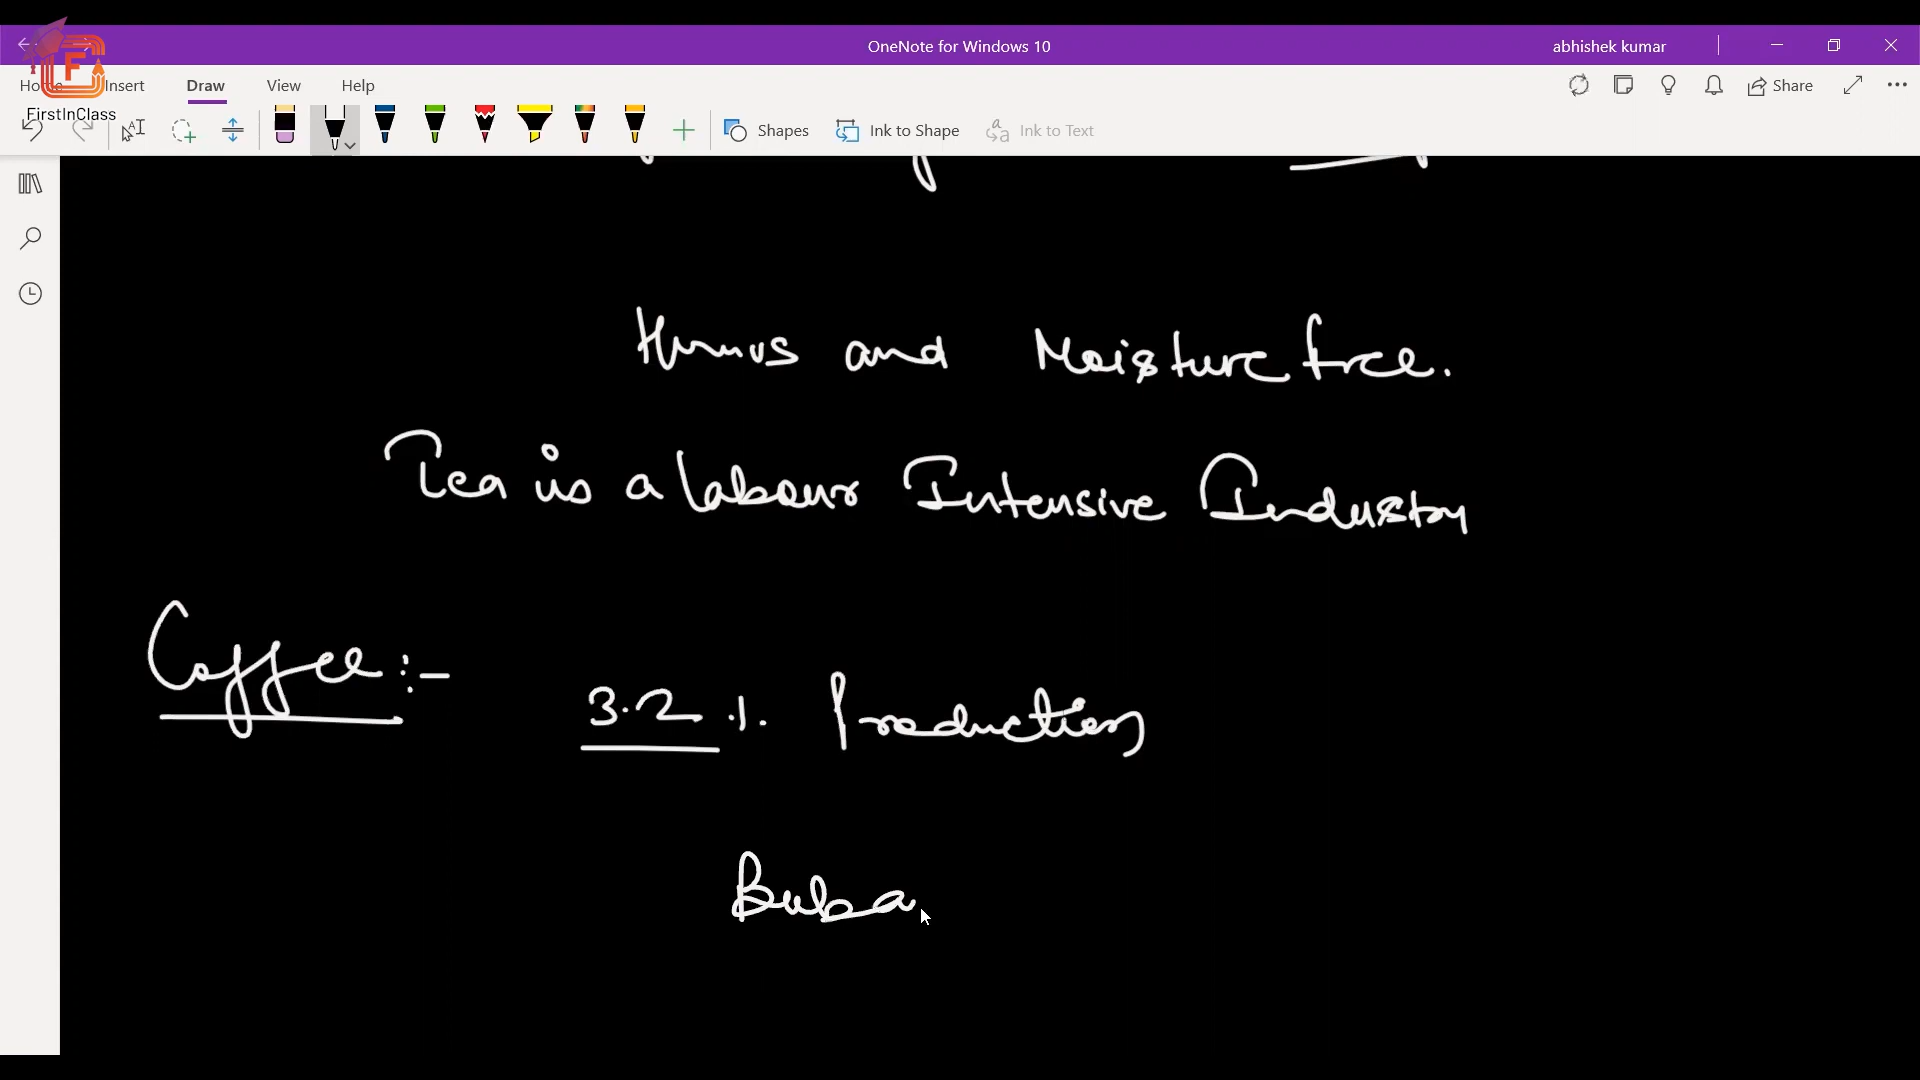 OneNote for Windows 10
abhishek kumar
Home Insert Draw View Help
Share
FirstInClass
Shapes Ink to Shape Ink to Text
Humus and Moisture free.
Tea is a labour Intensive Industry
Coffee :-
3.2 % Production
Buba